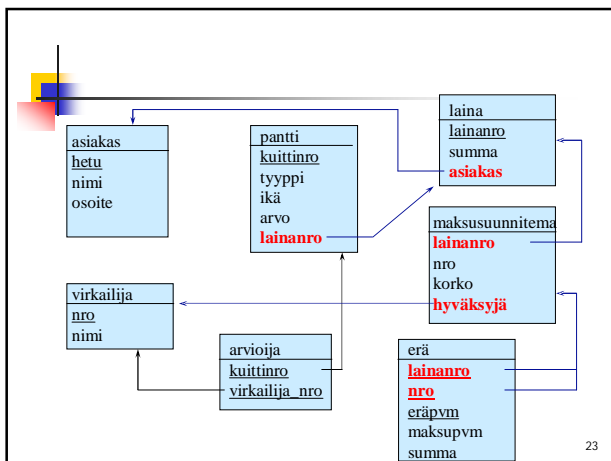 asiakas
hetu
nimi
osoite
pantti
kuittinro
tyyppi
ikä
arvo
lainanro
laina
lainanro
summa
asiakas
maksusuunnitema
lainanro
nro
korko
hyväksyjä
virkailija
nro
nimi
arvioija
kuittinro
virkailija_nro
erä
lainanro
nro
eräpvm
maksupvm
summa
23